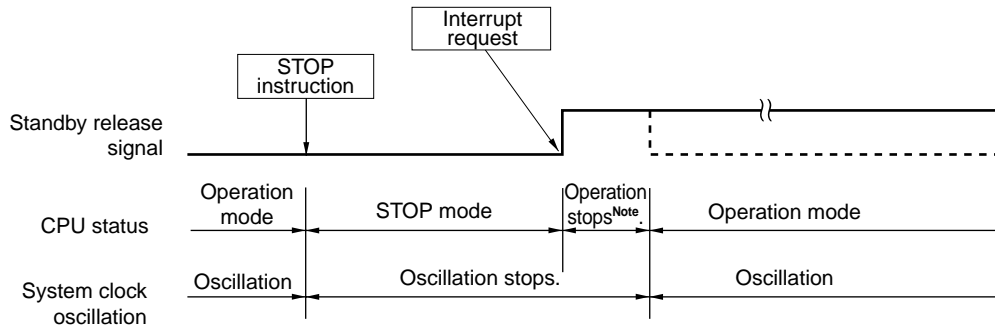 Interrupt
request
STOP
instruction
Standby release
signal
CPU status
Operation
mode
STOP mode
Operation
stopsNote.
Operation mode
System clock
oscillation
Oscillation
Oscillation stops.
Oscillation